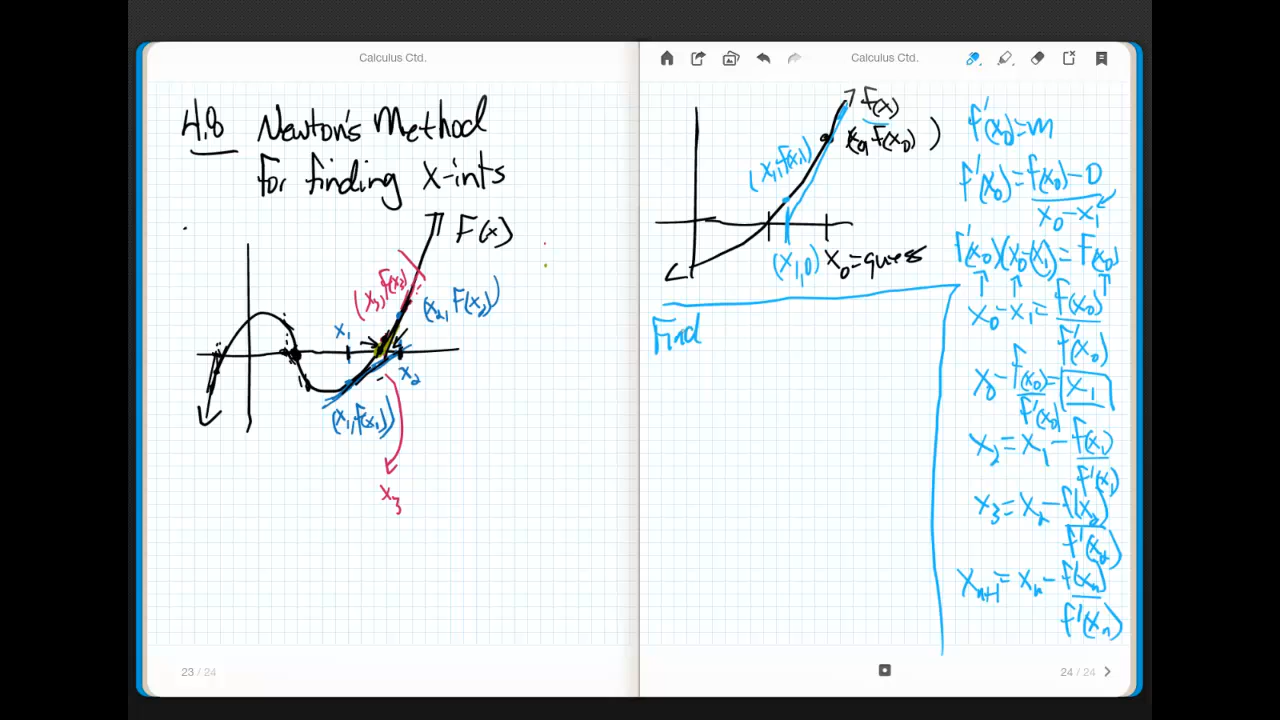 Calculus Ctd.
4.8 Newton's Method
for finding x-ints
F(x)
(x₃, f(x₃))
(x₂, F(x₂))
x₁
x₂
(x₁, f(x₁))
x₃
23 / 24
Calculus Ctd.
f(x)
(x₀, f(x₀))
(x₁, f(x₁))
(x₁, 0)
x₀ = guess
Find
f'(x₀) = m
f'(x₀) = f(x₀) - 0
x₀ - x₁
f'(x₀)(x₀ - x₁) = F(x₀)
x₀ - x₁ = f(x₀)
f'(x₀)
x₀ - f(x₀) = x₁
f'(x₀)
x₂ = x₁ - f(x₁)
f'(x₁)
x₃ = x₂ - f(x₂)
f'(x₂)
xₙ₊₁ = xₙ - f(xₙ)
f'(xₙ)
24 / 24